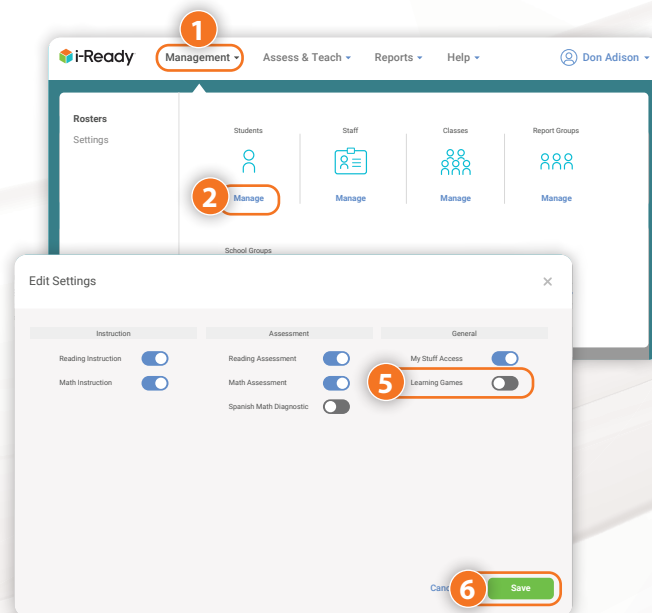 1
i-Ready Management Assess & Teach Reports Help Don Adison
Rosters
Settings
Students Staff Classes Report Groups
2
Manage Manage Manage Manage
School Groups
Edit Settings
Instruction Assessment General
Reading Instruction Reading Assessment My Stuff Access
Math Instruction Math Assessment 5 Learning Games
Spanish Math Diagnostic
6 Save